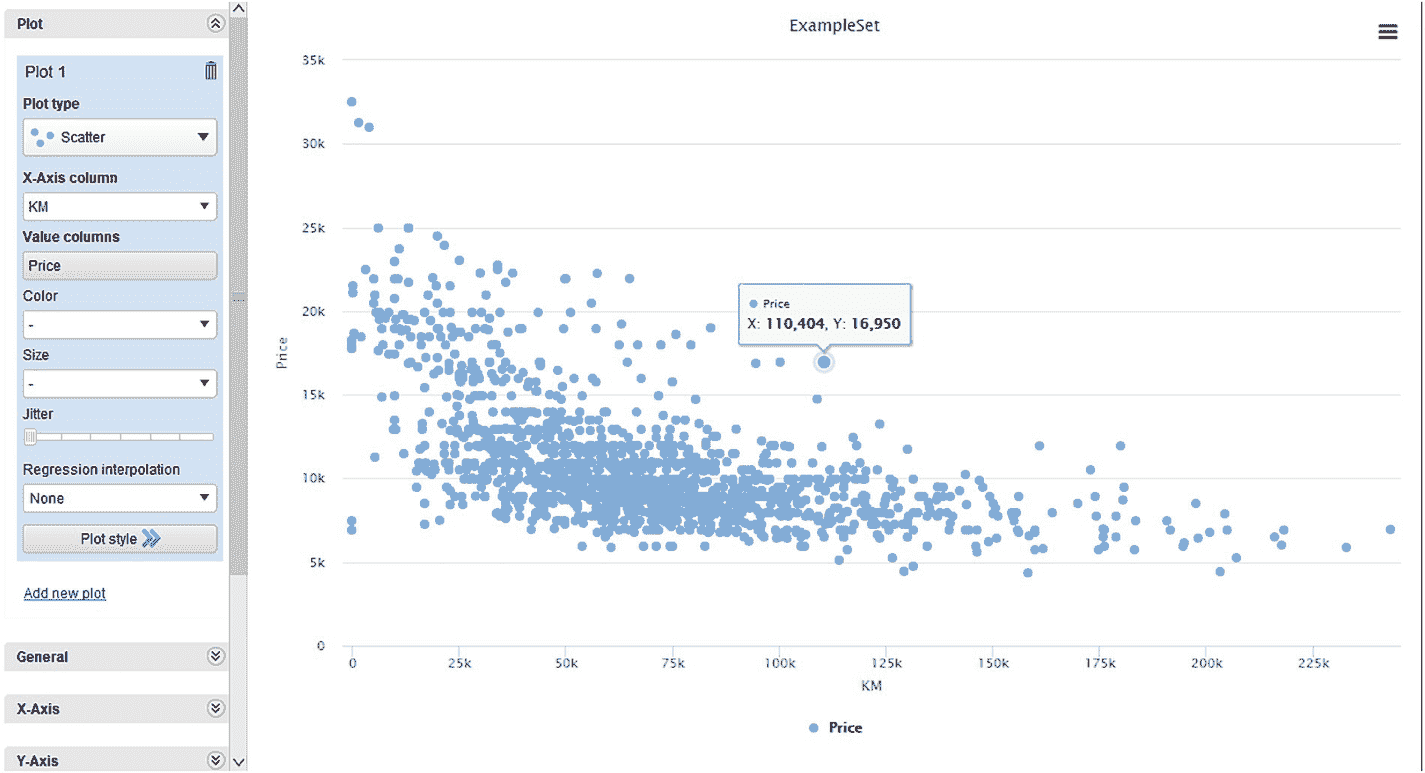 Plot
Plot 1
Plot type
Scatter
X-Axis column
KM
Value columns
Price
Color
-
Size
-
Jitter
Regression interpolation
None
Plot style
Add new plot
General
X-Axis
Y-Axis
ExampleSet
35k
30k
25k
20k
15k
10k
5k
0
Price
Price
X: 110,404, Y: 16,950
0 25k 50k 75k 100k 125k 150k 175k 200k 225k
KM
Price